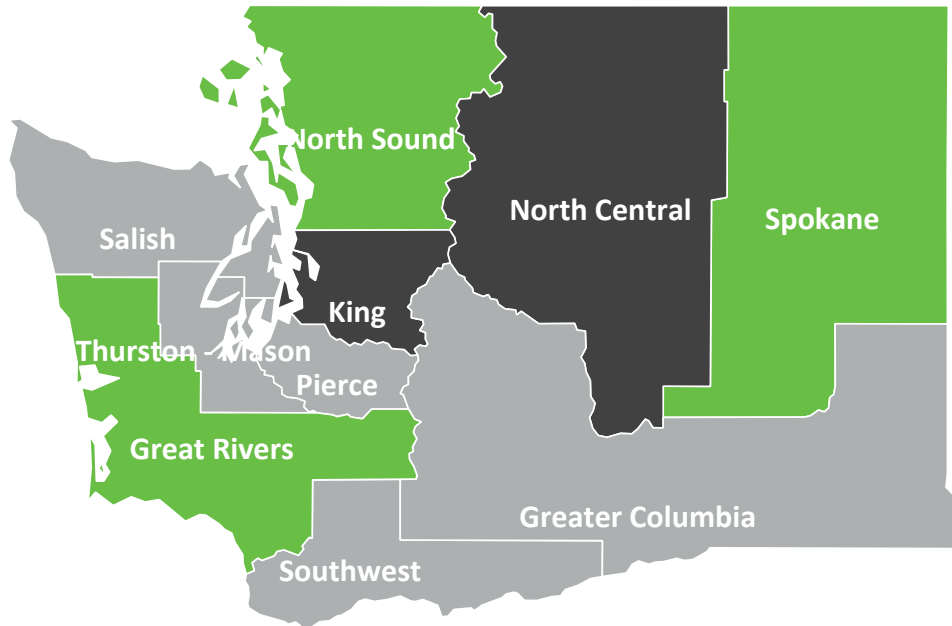 North Sound
North Central
Spokane
Salish
King
Thurston - Mason
Pierce
Great Rivers
Greater Columbia
Southwest